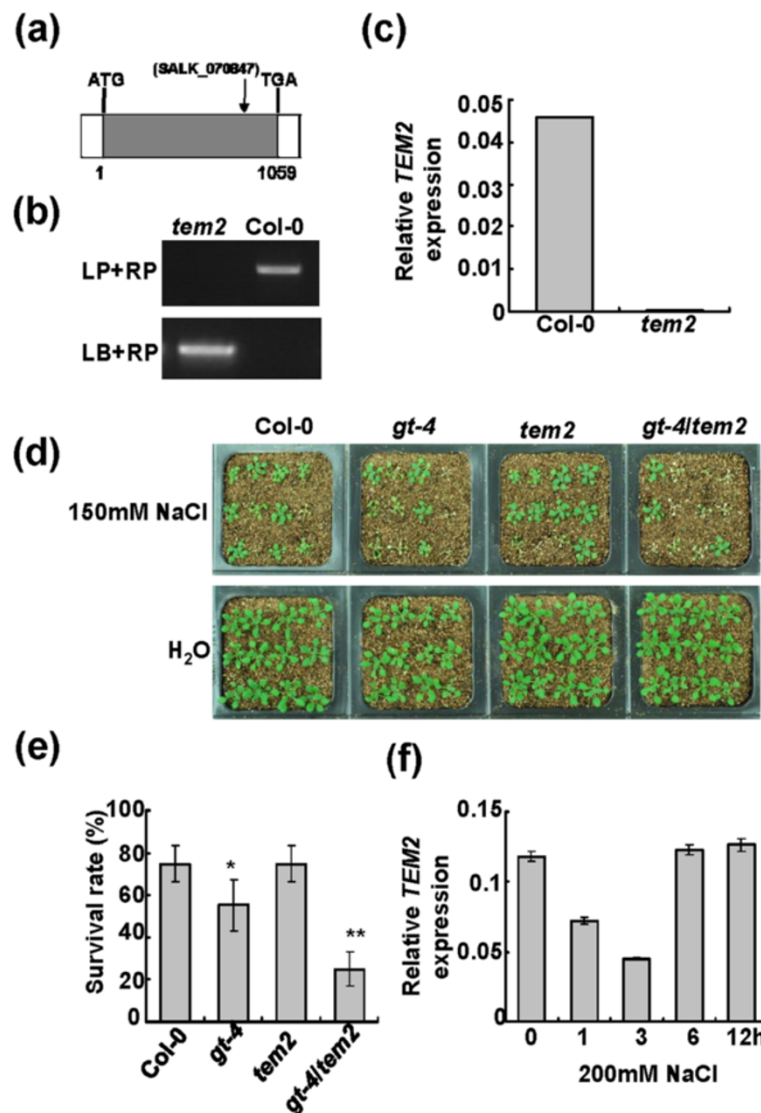 (a)
(SALK_070847)
ATG TGA
1 1059
(b)
tem2 Col-0
LP+RP
LB+RP
(c)
Relative TEM2
expression
0.05
0.04
0.03
0.02
0.01
0
Col-0 tem2
(d)
Col-0 gt-4 tem2 gt-4/tem2
150mM NaCl
H₂O
(e)
Survival rate (%)
100
80
60
40
20
0
*
**
Col-0 gt-4 tem2 gt-4/tem2
(f)
Relative TEM2
expression
0.15
0.1
0.05
0
0 1 3 6 12h
200mM NaCl